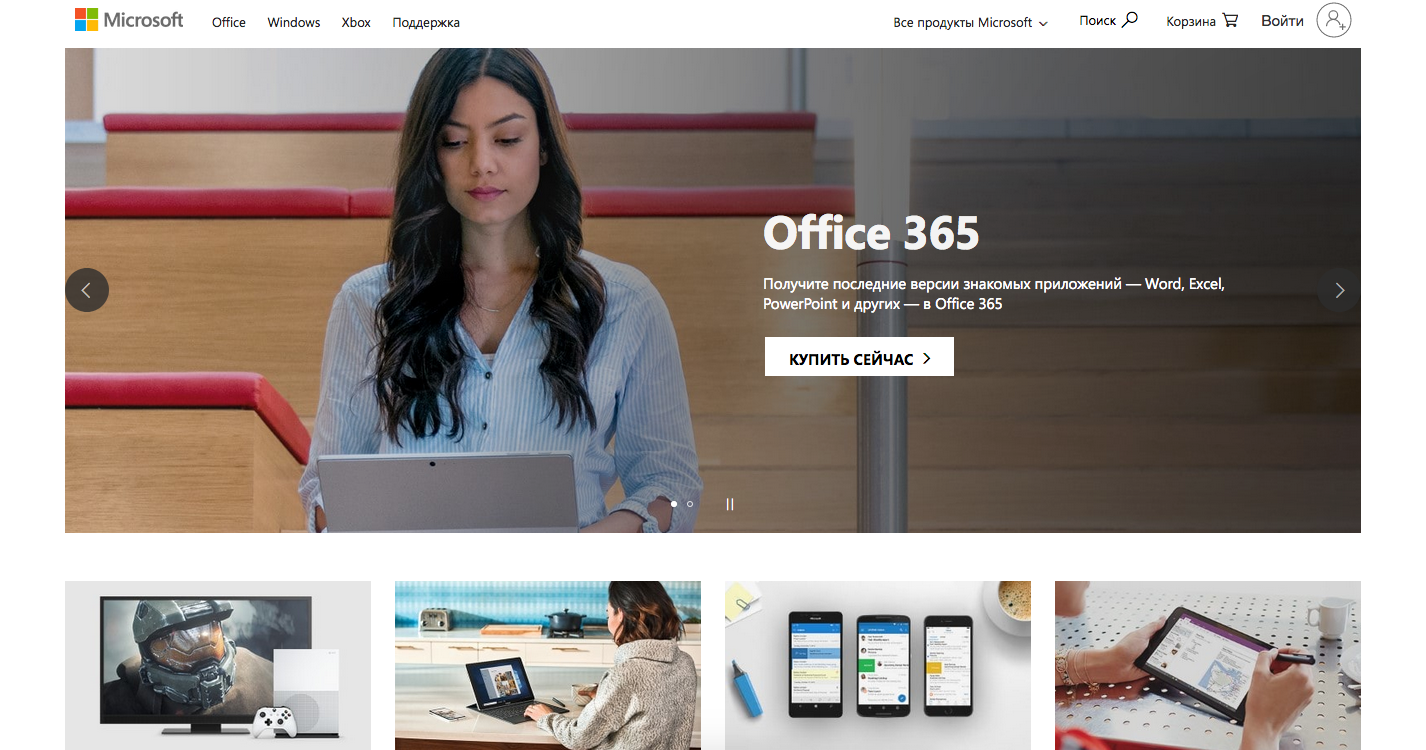 Microsoft Office Windows Xbox Поддержка Все продукты Microsoft Поиск Корзина Войти
Office 365
Получите последние версии знакомых приложений — Word, Excel,
PowerPoint и других — в Office 365
КУПИТЬ СЕЙЧАС